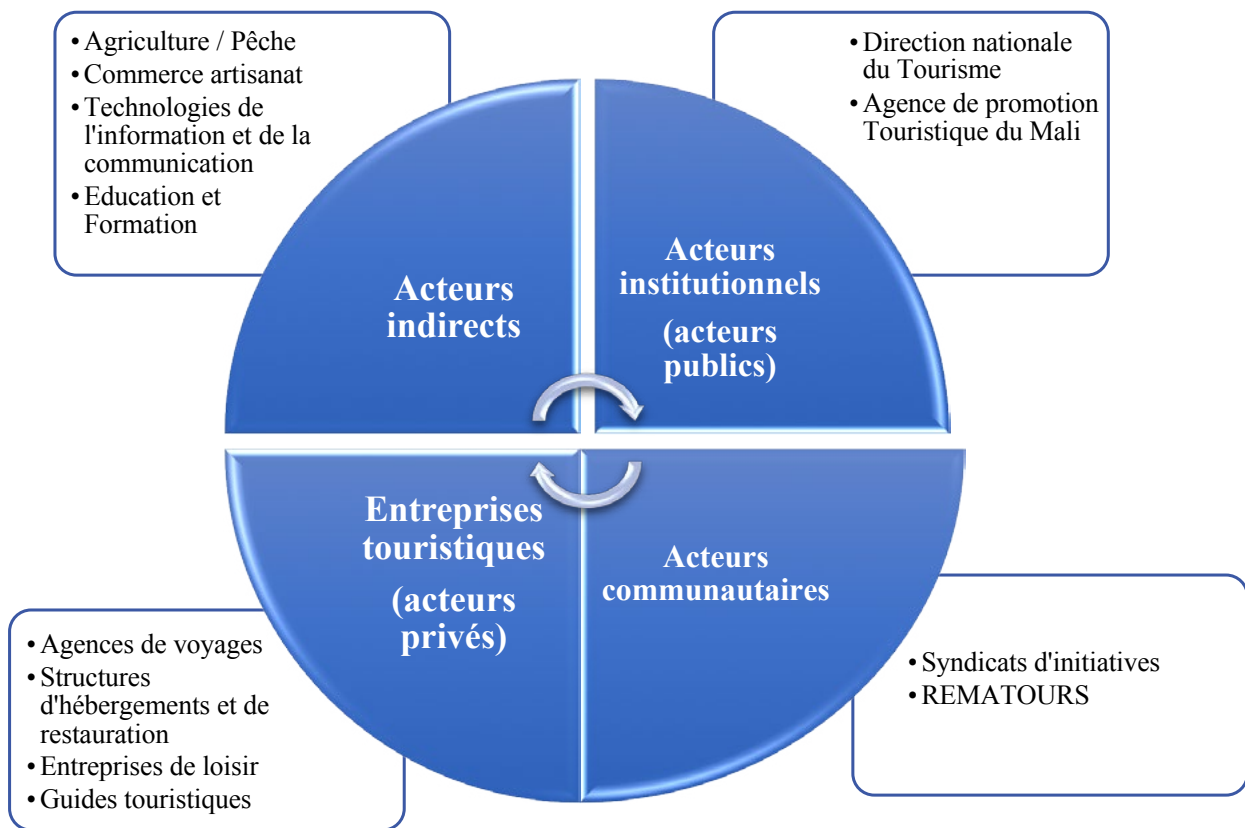 • Agriculture / Pêche
• Commerce artisanat
• Technologies de
l'information et de la
communication
• Education et
Formation
• Direction nationale
du Tourisme
• Agence de promotion
Touristique du Mali
Acteurs
indirects
Acteurs
institutionnels
(acteurs
publics)
Entreprises
touristiques
(acteurs
privés)
Acteurs
communautaires
• Agences de voyages
• Structures
d'hébergements et de
restauration
• Entreprises de loisir
• Guides touristiques
• Syndicats d'initiatives
• REMATOURS